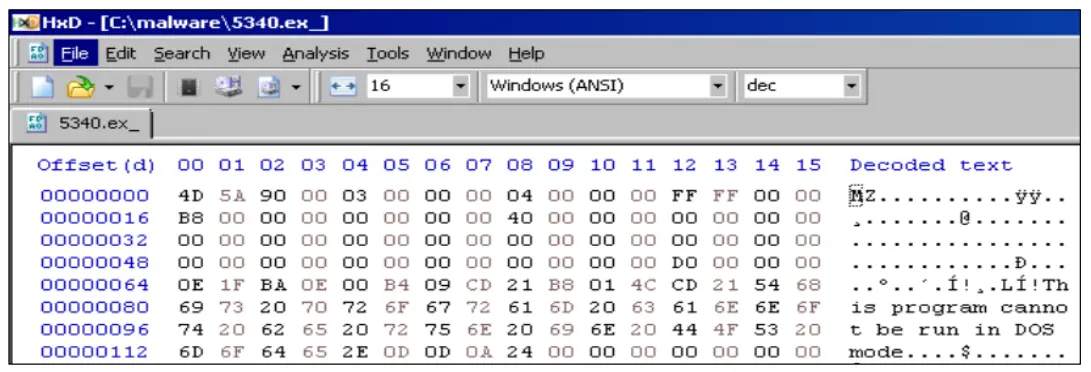 HxD - [C:\malware\5340.ex_]
File Edit Search View Analysis Tools Window Help
16 Windows (ANSI) dec
5340.ex_
Offset(d) 00 01 02 03 04 05 06 07 08 09 10 11 12 13 14 15 Decoded text
00000000 4D 5A 90 00 03 00 00 00 04 00 00 00 FF FF 00 00 MZ..........ÿÿ..
00000016 B8 00 00 00 00 00 00 00 40 00 00 00 00 00 00 00 ¸.......@.......
00000032 00 00 00 00 00 00 00 00 00 00 00 00 00 00 00 00 ................
00000048 00 00 00 00 00 00 00 00 00 00 00 00 D0 00 00 00 ............Ð...
00000064 0E 1F BA 0E 00 B4 09 CD 21 B8 01 4C CD 21 54 68 ..º..´.Í!¸.LÍ!Th
00000080 69 73 20 70 72 6F 67 72 61 6D 20 63 61 6E 6E 6F is program canno
00000096 74 20 62 65 20 72 75 6E 20 69 6E 20 44 4F 53 20 t be run in DOS
00000112 6D 6F 64 65 2E 0D 0D 0A 24 00 00 00 00 00 00 00 mode....$.......